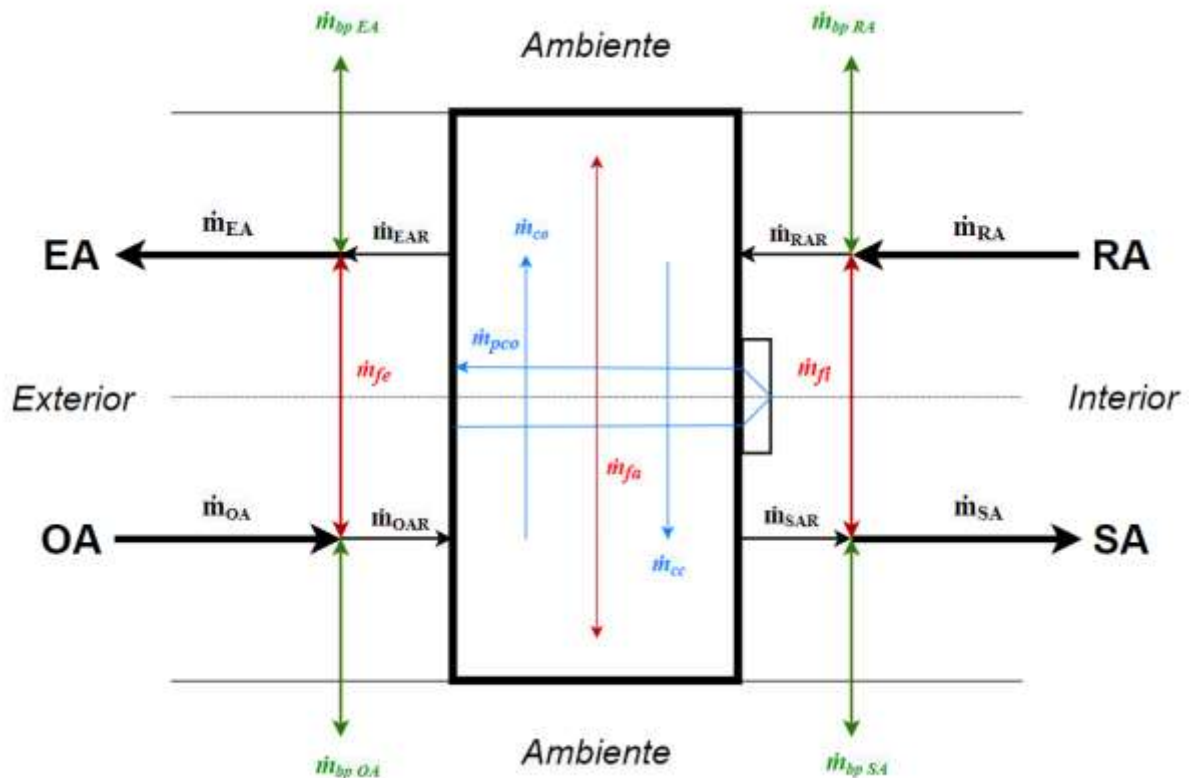 ṁbp EA
ṁbp RA
Ambiente
ṁEA
ṁEAR
ṁco
ṁRAR
ṁRA
EA
RA
ṁpco
ṁfe
ṁfi
Exterior
Interior
ṁfa
ṁOA
ṁOAR
ṁSAR
ṁSA
OA
SA
ṁcc
Ambiente
ṁbp OA
ṁbp SA